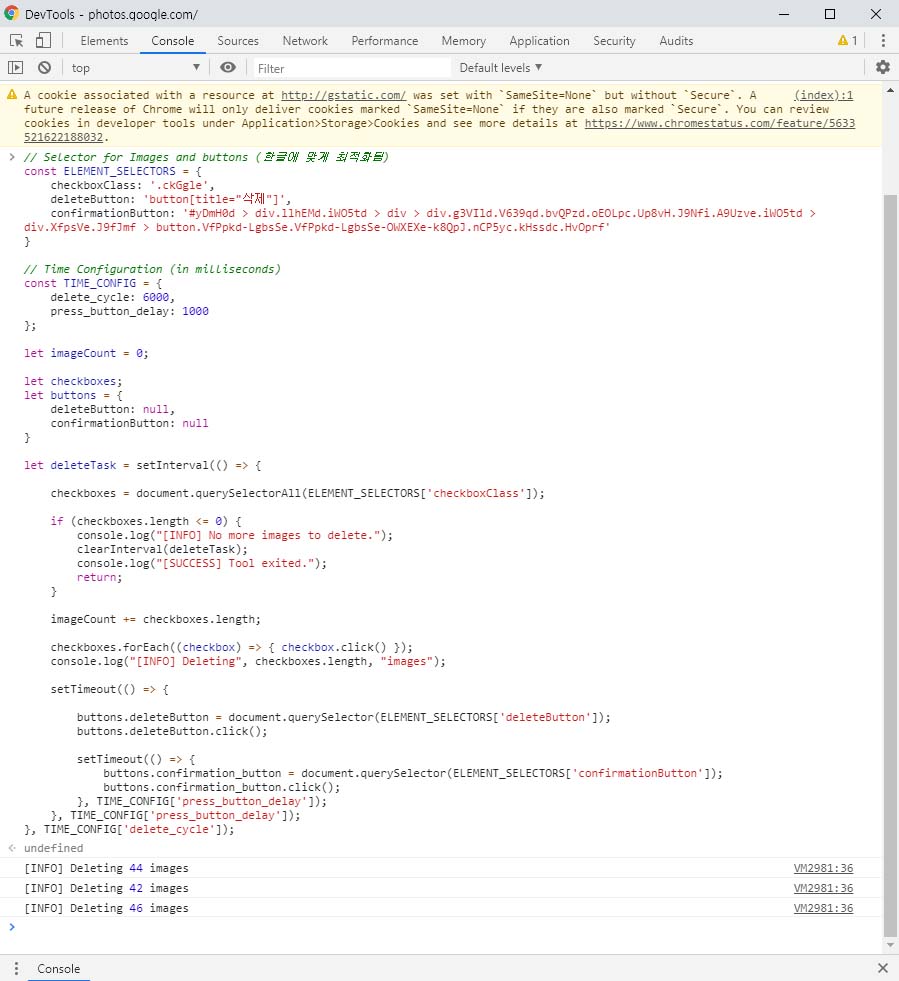 DevTools - photos.google.com/
Elements Console Sources Network Performance Memory Application Security Audits 1
top Filter Default levels
A cookie associated with a resource at http://gstatic.com/ was set with `SameSite=None` but without `Secure`. A (index):1
future release of Chrome will only deliver cookies marked `SameSite=None` if they are also marked `Secure`. You can review
cookies in developer tools under Application>Storage>Cookies and see more details at https://www.chromestatus.com/feature/5633
521622188032.
// Selector for Images and buttons (한글에 맞게 최적화됨)
const ELEMENT_SELECTORS = {
checkboxClass: '.ckGgle',
deleteButton: 'button[title="삭제"]',
confirmationButton: '#yDmH0d > div.llhEMd.iWO5td > div > div.g3VIld.V639qd.bvQPzd.oEOLpc.Up8vH.J9Nfi.A9Uzve.iWO5td >
div.XfpsVe.J9fJmf > button.VfPpkd-LgbsSe.VfPpkd-LgbsSe-OWXEXe-k8QpJ.nCP5yc.kHssdc.HvOprf'
}
// Time Configuration (in milliseconds)
const TIME_CONFIG = {
delete_cycle: 6000,
press_button_delay: 1000
};
let imageCount = 0;
let checkboxes;
let buttons = {
deleteButton: null,
confirmationButton: null
}
let deleteTask = setInterval(() => {
checkboxes = document.querySelectorAll(ELEMENT_SELECTORS['checkboxClass']);
if (checkboxes.length <= 0) {
console.log("[INFO] No more images to delete.");
clearInterval(deleteTask);
console.log("[SUCCESS] Tool exited.");
return;
}
imageCount += checkboxes.length;
checkboxes.forEach((checkbox) => { checkbox.click() });
console.log("[INFO] Deleting", checkboxes.length, "images");
setTimeout(() => {
buttons.deleteButton = document.querySelector(ELEMENT_SELECTORS['deleteButton']);
buttons.deleteButton.click();
setTimeout(() => {
buttons.confirmation_button = document.querySelector(ELEMENT_SELECTORS['confirmationButton']);
buttons.confirmation_button.click();
}, TIME_CONFIG['press_button_delay']);
}, TIME_CONFIG['press_button_delay']);
}, TIME_CONFIG['delete_cycle']);
undefined
[INFO] Deleting 44 images VM2981:36
[INFO] Deleting 42 images VM2981:36
[INFO] Deleting 46 images VM2981:36
Console